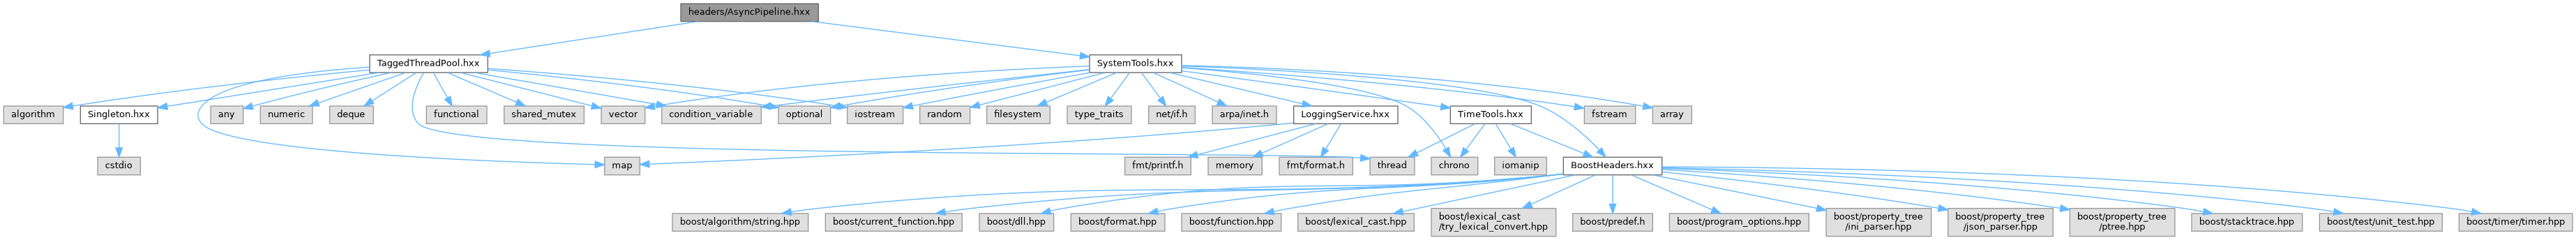 headers/AsyncPipeline.hxx
TaggedThreadPool.hxx
SystemTools.hxx
algorithm
Singleton.hxx
any
numeric
deque
functional
shared_mutex
vector
condition_variable
optional
iostream
random
filesystem
type_traits
net/if.h
arpa/inet.h
LoggingService.hxx
TimeTools.hxx
fstream
array
cstdio
map
fmt/printf.h
memory
fmt/format.h
thread
chrono
iomanip
BoostHeaders.hxx
boost/algorithm/string.hpp
boost/current_function.hpp
boost/dll.hpp
boost/format.hpp
boost/function.hpp
boost/lexical_cast.hpp
boost/lexical_cast
/try_lexical_convert.hpp
boost/predef.h
boost/program_options.hpp
boost/property_tree
/ini_parser.hpp
boost/property_tree
/json_parser.hpp
boost/property_tree
/ptree.hpp
boost/stacktrace.hpp
boost/test/unit_test.hpp
boost/timer/timer.hpp